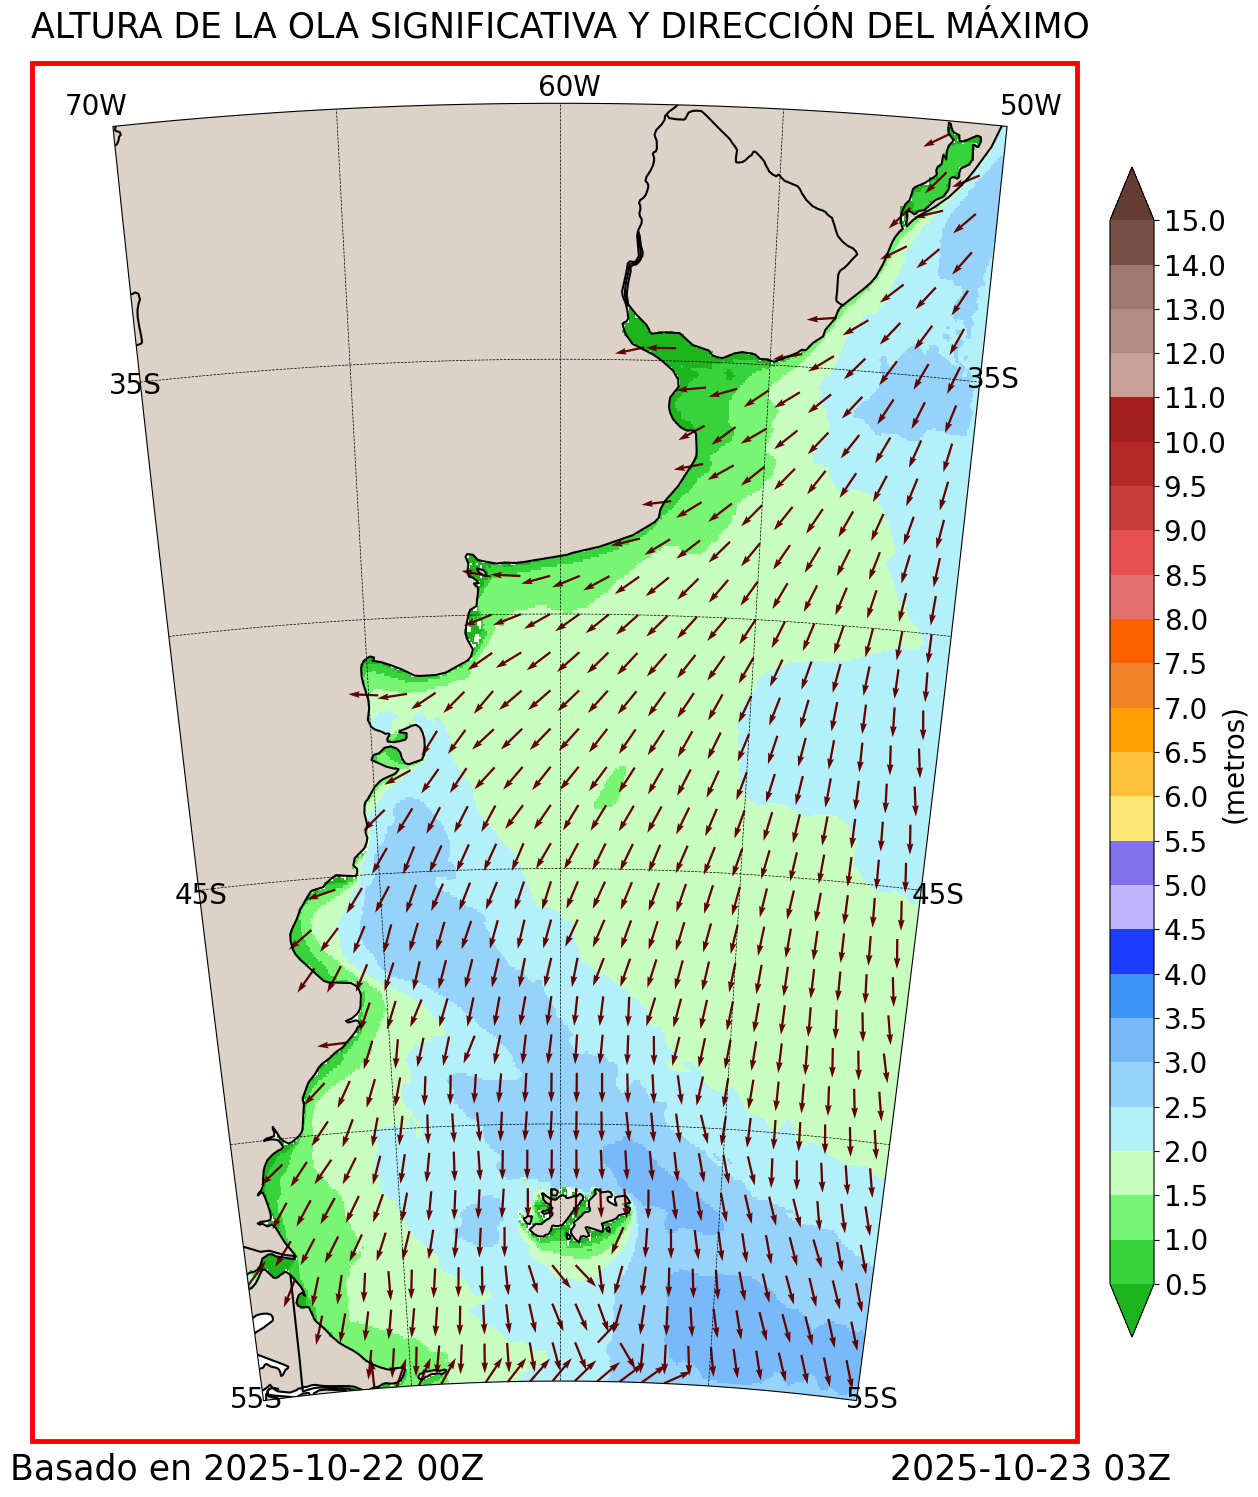 ALTURA DE LA OLA SIGNIFICATIVA Y DIRECCIÓN DEL MÁXIMO
70W
60W
50W
35S
35S
45S
45S
55S
55S
15.0
14.0
13.0
12.0
11.0
10.0
9.5
9.0
8.5
8.0
7.5
7.0
6.5
6.0
5.5
5.0
4.5
4.0
3.5
3.0
2.5
2.0
1.5
1.0
0.5
(metros)
Basado en 2025-10-22 00Z
2025-10-23 03Z